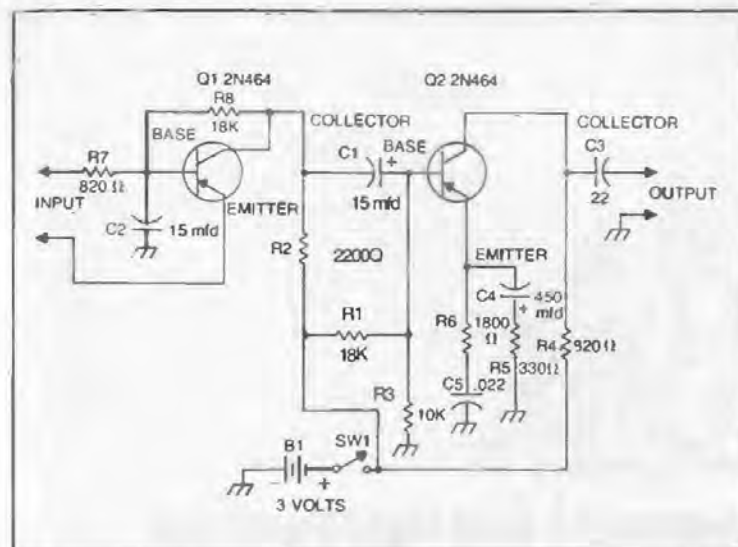 Q1 2N464
Q2 2N464
R8
18K
COLLECTOR
COLLECTOR
BASE
BASE
C1
+
C3
R7
820 Ω
15 mfd
22
INPUT
OUTPUT
EMITTER
C2
15 mfd
R2
2200Ω
EMITTER
C4
450
mfd
+
R1
18K
R6
1800
Ω
R5
330Ω
R4
820Ω
R3
10K
C5
.022
B1
SW1
- +
3 VOLTS